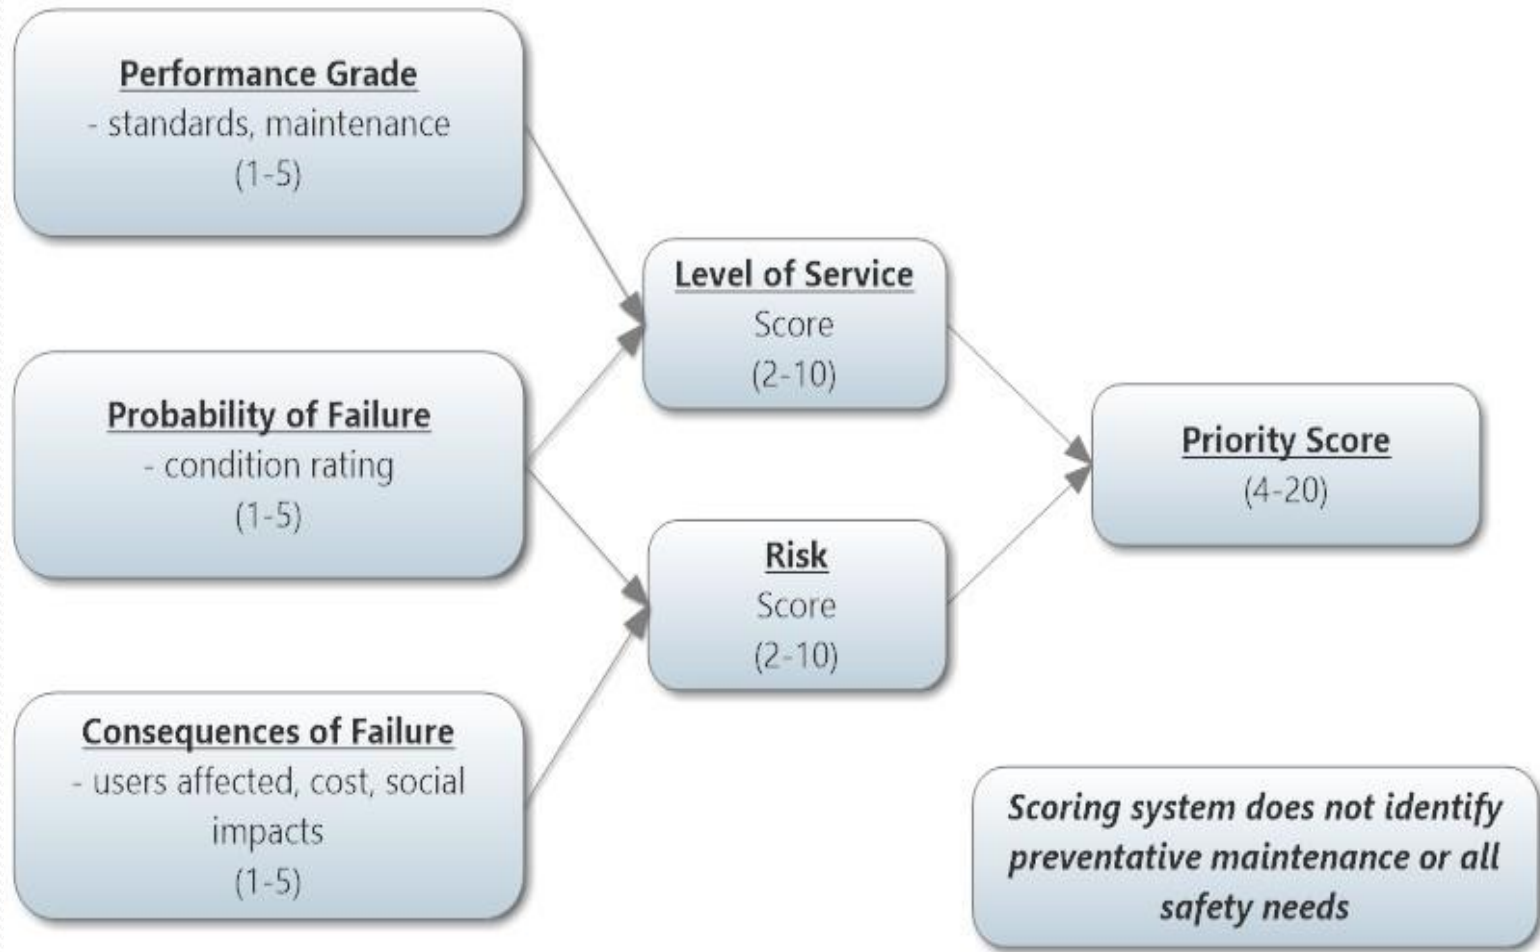 Performance Grade
- standards, maintenance
(1-5)
Probability of Failure
- condition rating
(1-5)
Consequences of Failure
- users affected, cost, social
impacts
(1-5)
Level of Service
Score
(2-10)
Risk
Score
(2-10)
Priority Score
(4-20)
Scoring system does not identify
preventative maintenance or all
safety needs